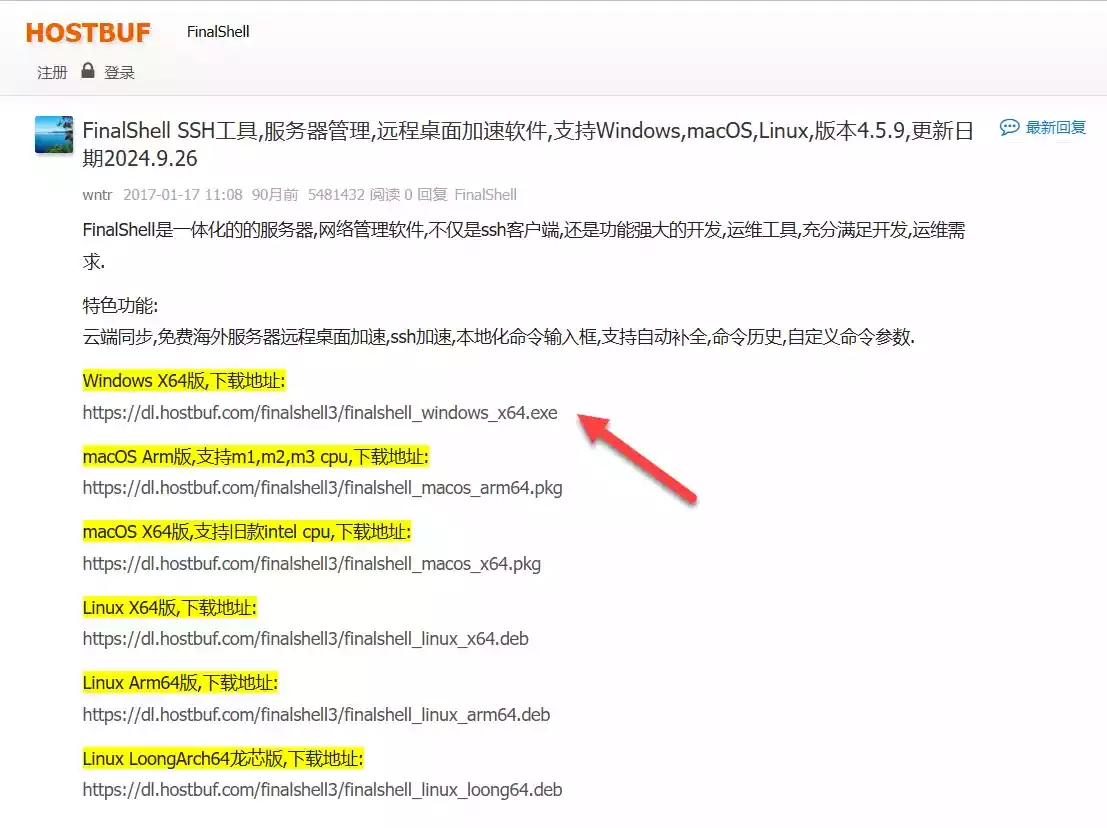 HOSTBUF
FinalShell
注册 登录
FinalShell SSH工具,服务器管理,远程桌面加速软件,支持Windows,macOS,Linux,版本4.5.9,更新日
期2024.9.26
最新回复
wntr 2017-01-17 11:08 90月前 5481432 阅读 0 回复 FinalShell
FinalShell是一体化的的服务器,网络管理软件,不仅是ssh客户端,还是功能强大的开发,运维工具,充分满足开发,运维需
求.
特色功能:
云端同步,免费海外服务器远程桌面加速,ssh加速,本地化命令输入框,支持自动补全,命令历史,自定义命令参数.
Windows X64版,下载地址:
https://dl.hostbuf.com/finalshell3/finalshell_windows_x64.exe
macOS Arm版,支持m1,m2,m3 cpu,下载地址:
https://dl.hostbuf.com/finalshell3/finalshell_macos_arm64.pkg
macOS X64版,支持旧款intel cpu,下载地址:
https://dl.hostbuf.com/finalshell3/finalshell_macos_x64.pkg
Linux X64版,下载地址:
https://dl.hostbuf.com/finalshell3/finalshell_linux_x64.deb
Linux Arm64版,下载地址:
https://dl.hostbuf.com/finalshell3/finalshell_linux_arm64.deb
Linux LoongArch64龙芯版,下载地址:
https://dl.hostbuf.com/finalshell3/finalshell_linux_loong64.deb